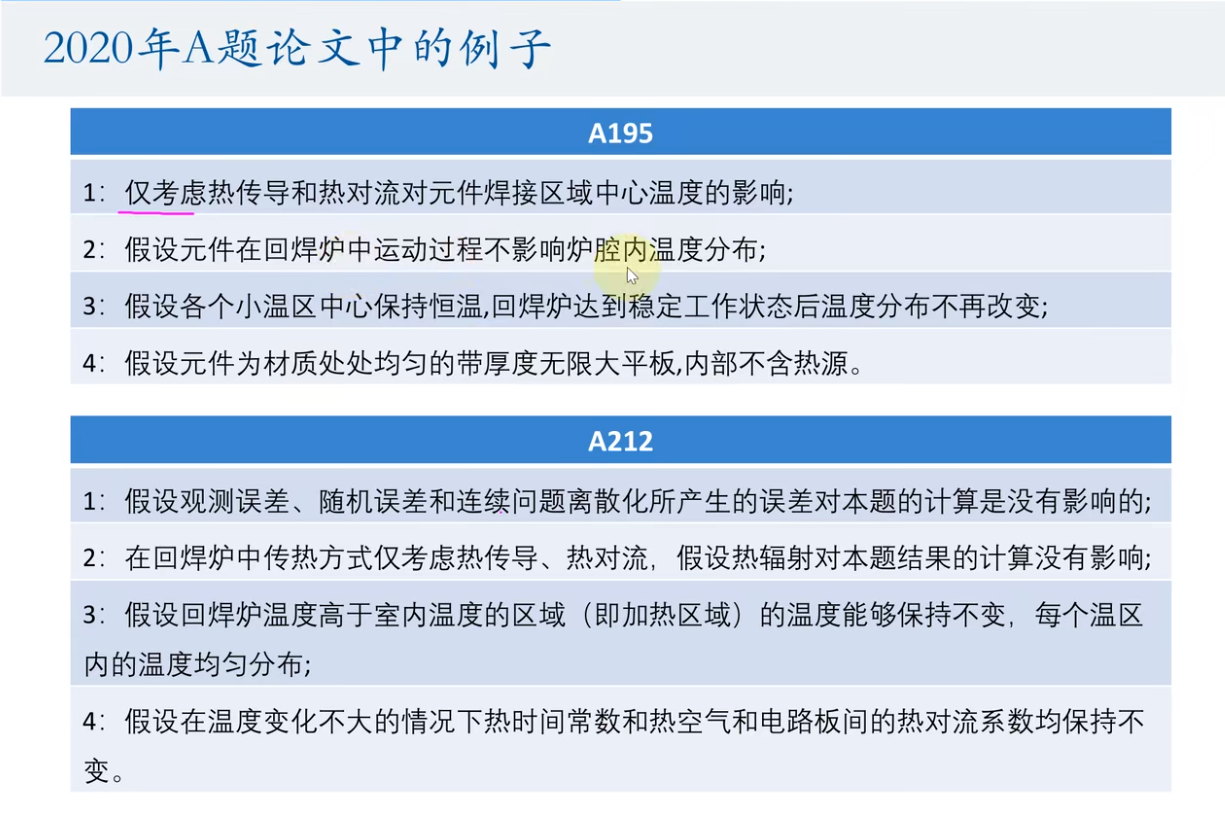 2020年A题论文中的例子
A195
1：仅考虑热传导和热对流对元件焊接区域中心温度的影响;
2：假设元件在回焊炉中运动过程不影响炉腔内温度分布;
3：假设各个小温区中心保持恒温,回焊炉达到稳定工作状态后温度分布不再改变;
4：假设元件为材质处处均匀的带厚度无限大平板,内部不含热源。
A212
1：假设观测误差、随机误差和连续问题离散化所产生的误差对本题的计算是没有影响的;
2：在回焊炉中传热方式仅考虑热传导、热对流，假设热辐射对本题结果的计算没有影响;
3：假设回焊炉温度高于室内温度的区域（即加热区域）的温度能够保持不变，每个温区
内的温度均匀分布;
4：假设在温度变化不大的情况下热时间常数和热空气和电路板间的热对流系数均保持不
变。